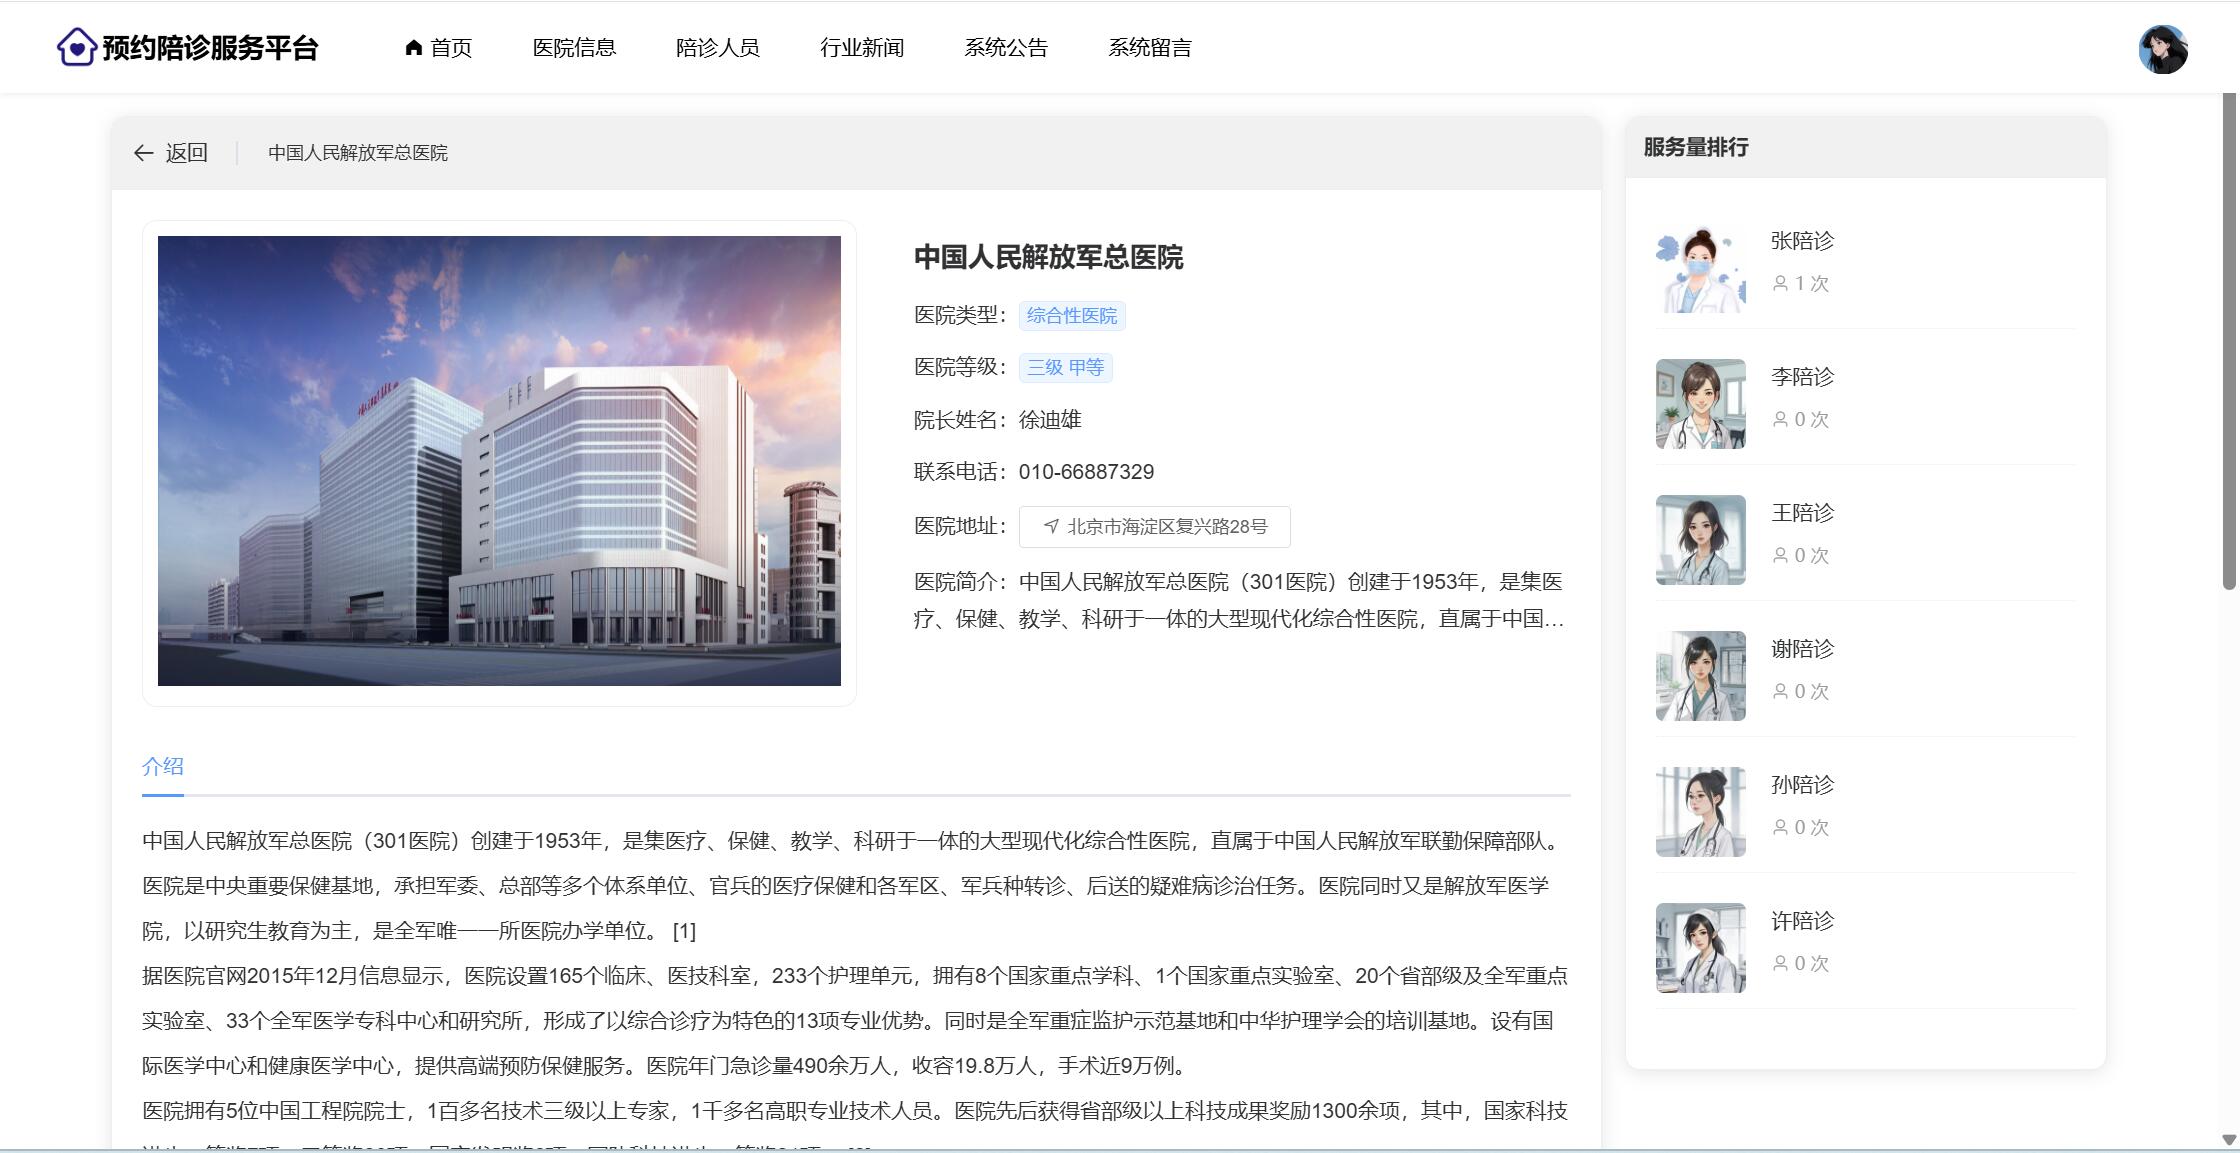 预约陪诊服务平台
首页
医院信息
陪诊人员
行业新闻
系统公告
系统留言
返回
中国人民解放军总医院
中国人民解放军总医院
医院类型：综合性医院
医院等级：三级 甲等
院长姓名：徐迪雄
联系电话：010-66887329
医院地址：北京市海淀区复兴路28号
医院简介：中国人民解放军总医院（301医院）创建于1953年，是集医
疗、保健、教学、科研于一体的大型现代化综合性医院，直属于中国...
介绍
中国人民解放军总医院（301医院）创建于1953年，是集医疗、保健、教学、科研于一体的大型现代化综合性医院，直属于中国人民解放军联勤保障部队。
医院是中央重要保健基地，承担军委、总部等多个体系单位、官兵的医疗保健和各军区、军兵种转诊、后送的疑难病诊治任务。医院同时又是解放军医学
院，以研究生教育为主，是全军唯一一所医院办学单位。 [1]
据医院官网2015年12月信息显示，医院设置165个临床、医技科室，233个护理单元，拥有8个国家重点学科、1个国家重点实验室、20个省部级及全军重点
实验室、33个全军医学专科中心和研究所，形成了以综合诊疗为特色的13项专业优势。同时是全军重症监护示范基地和中华护理学会的培训基地。设有国
际医学中心和健康医学中心，提供高端预防保健服务。医院年门急诊量490余万人，收容19.8万人，手术近9万例。
医院拥有5位中国工程院院士，1百多名技术三级以上专家，1千多名高职专业技术人员。医院先后获得省部级以上科技成果奖励1300余项，其中，国家科技
服务量排行
张陪诊
1 次
李陪诊
0 次
王陪诊
0 次
谢陪诊
0 次
孙陪诊
0 次
许陪诊
0 次